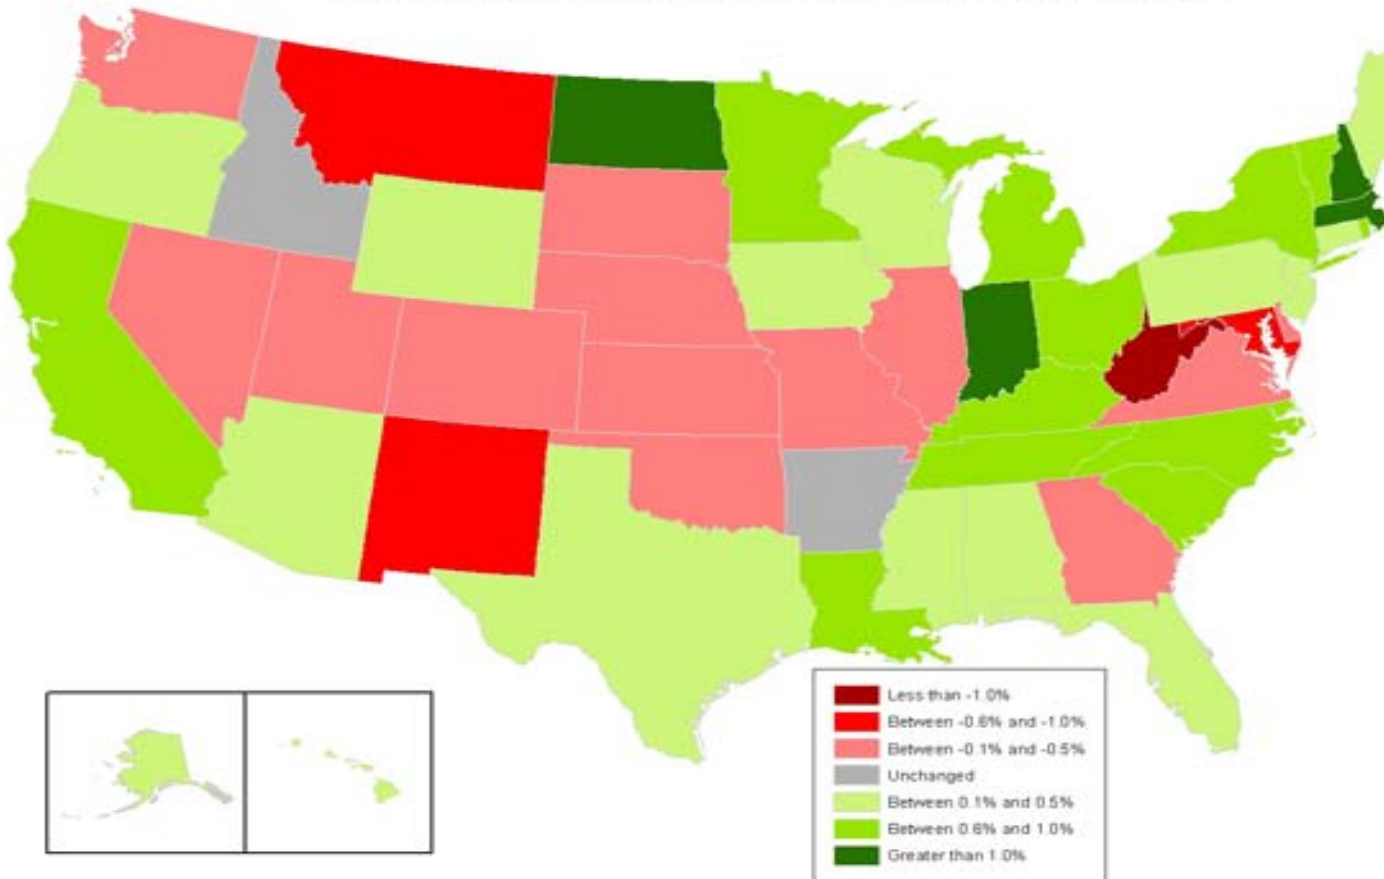 Less than -1.0%
Between -0.6% and -1.0%
Between -0.1% and -0.5%
Unchanged
Between 0.1% and 0.5%
Between 0.6% and 1.0%
Greater than 1.0%